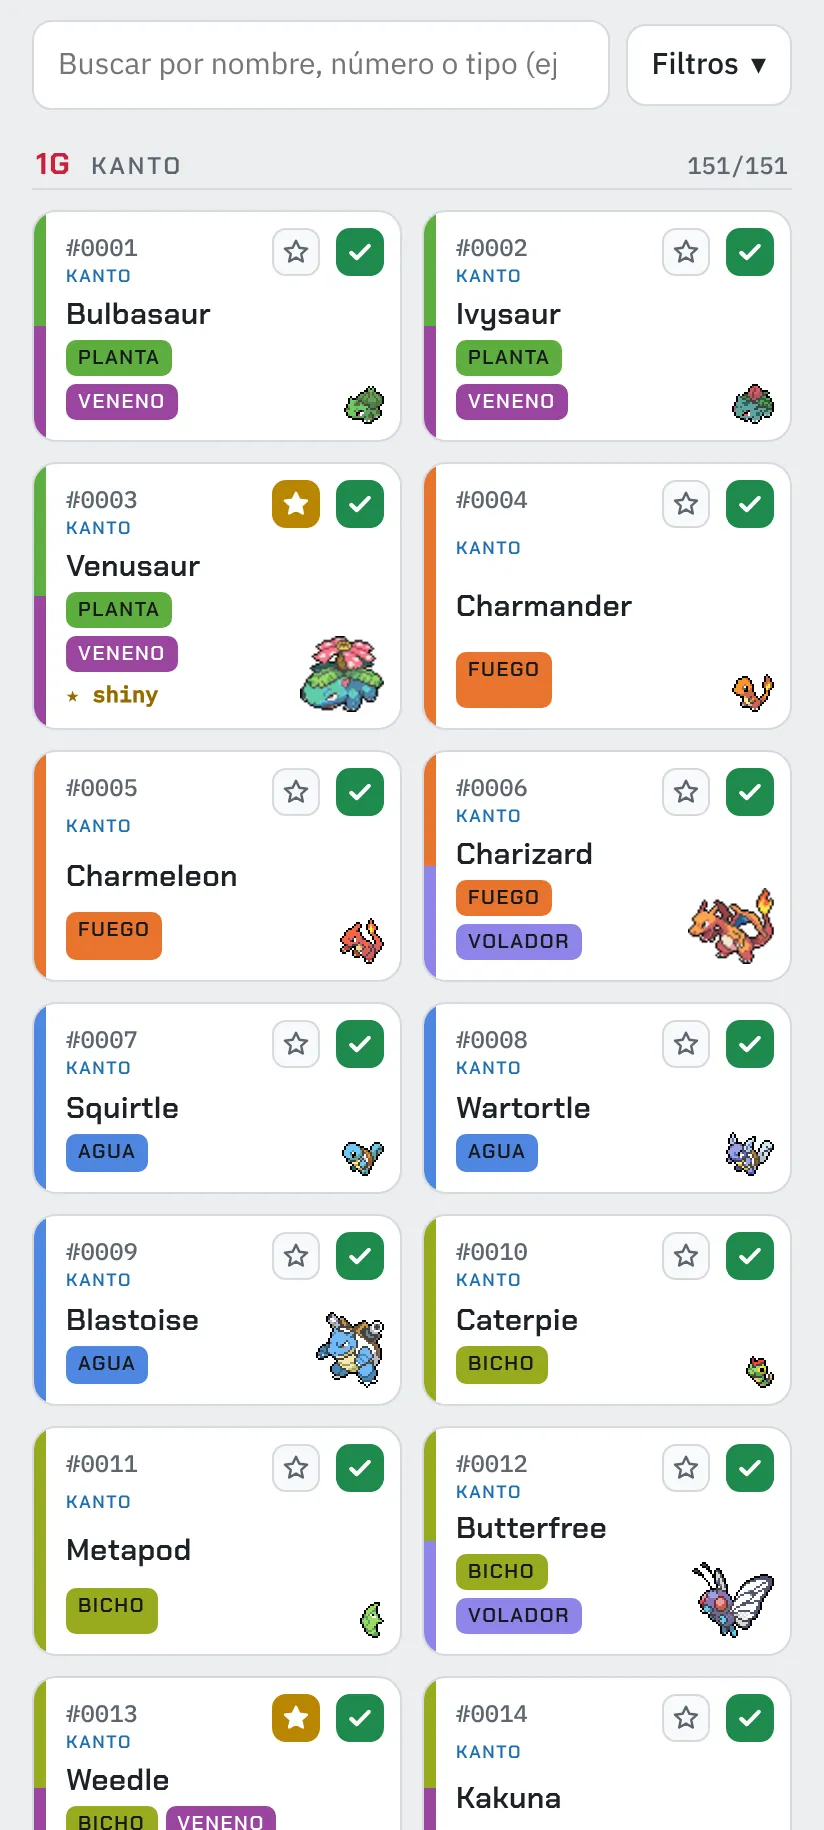 Buscar por nombre, número o tipo (ej
Filtros ▼
1G KANTO 151/151
#0001
KANTO
Bulbasaur
PLANTA
VENENO
#0002
KANTO
Ivysaur
PLANTA
VENENO
#0003
KANTO
Venusaur
PLANTA
VENENO
★ shiny
#0004
KANTO
Charmander
FUEGO
#0005
KANTO
Charmeleon
FUEGO
#0006
KANTO
Charizard
FUEGO
VOLADOR
#0007
KANTO
Squirtle
AGUA
#0008
KANTO
Wartortle
AGUA
#0009
KANTO
Blastoise
AGUA
#0010
KANTO
Caterpie
BICHO
#0011
KANTO
Metapod
BICHO
#0012
KANTO
Butterfree
BICHO
VOLADOR
#0013
KANTO
Weedle
BICHO VENENO
#0014
KANTO
Kakuna